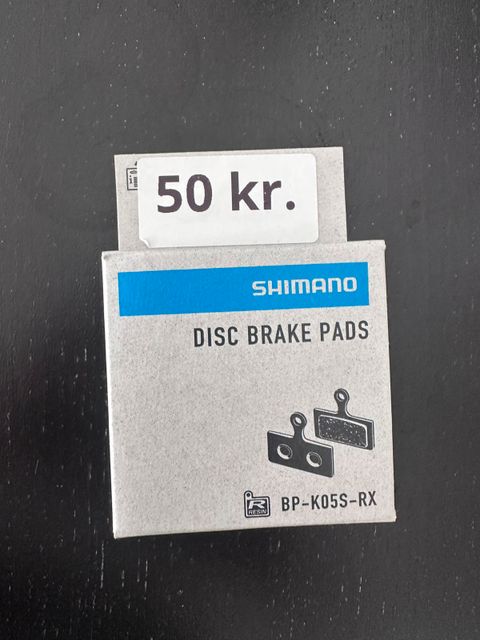 50 kr.
SHIMANO
DISC BRAKE PADS
R
RESIN
BP-K05S-RX